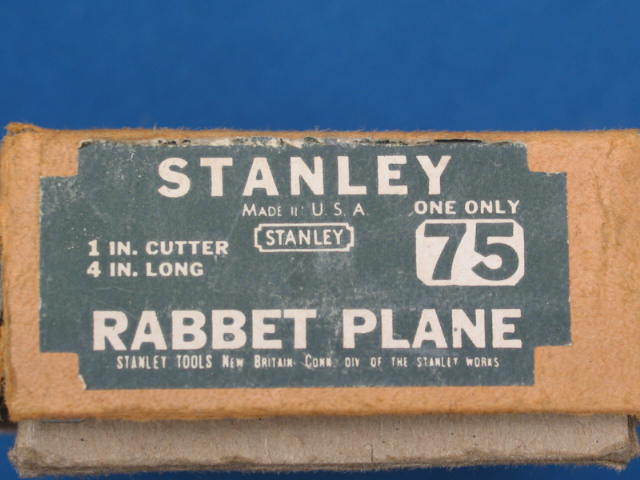 STANLEY
MADE IN U.S.A.
ONE ONLY
STANLEY
75
1 IN. CUTTER
4 IN. LONG
RABBET PLANE
STANLEY TOOLS NEW BRITAIN. CONN. DIV OF THE STANLEY WORKS